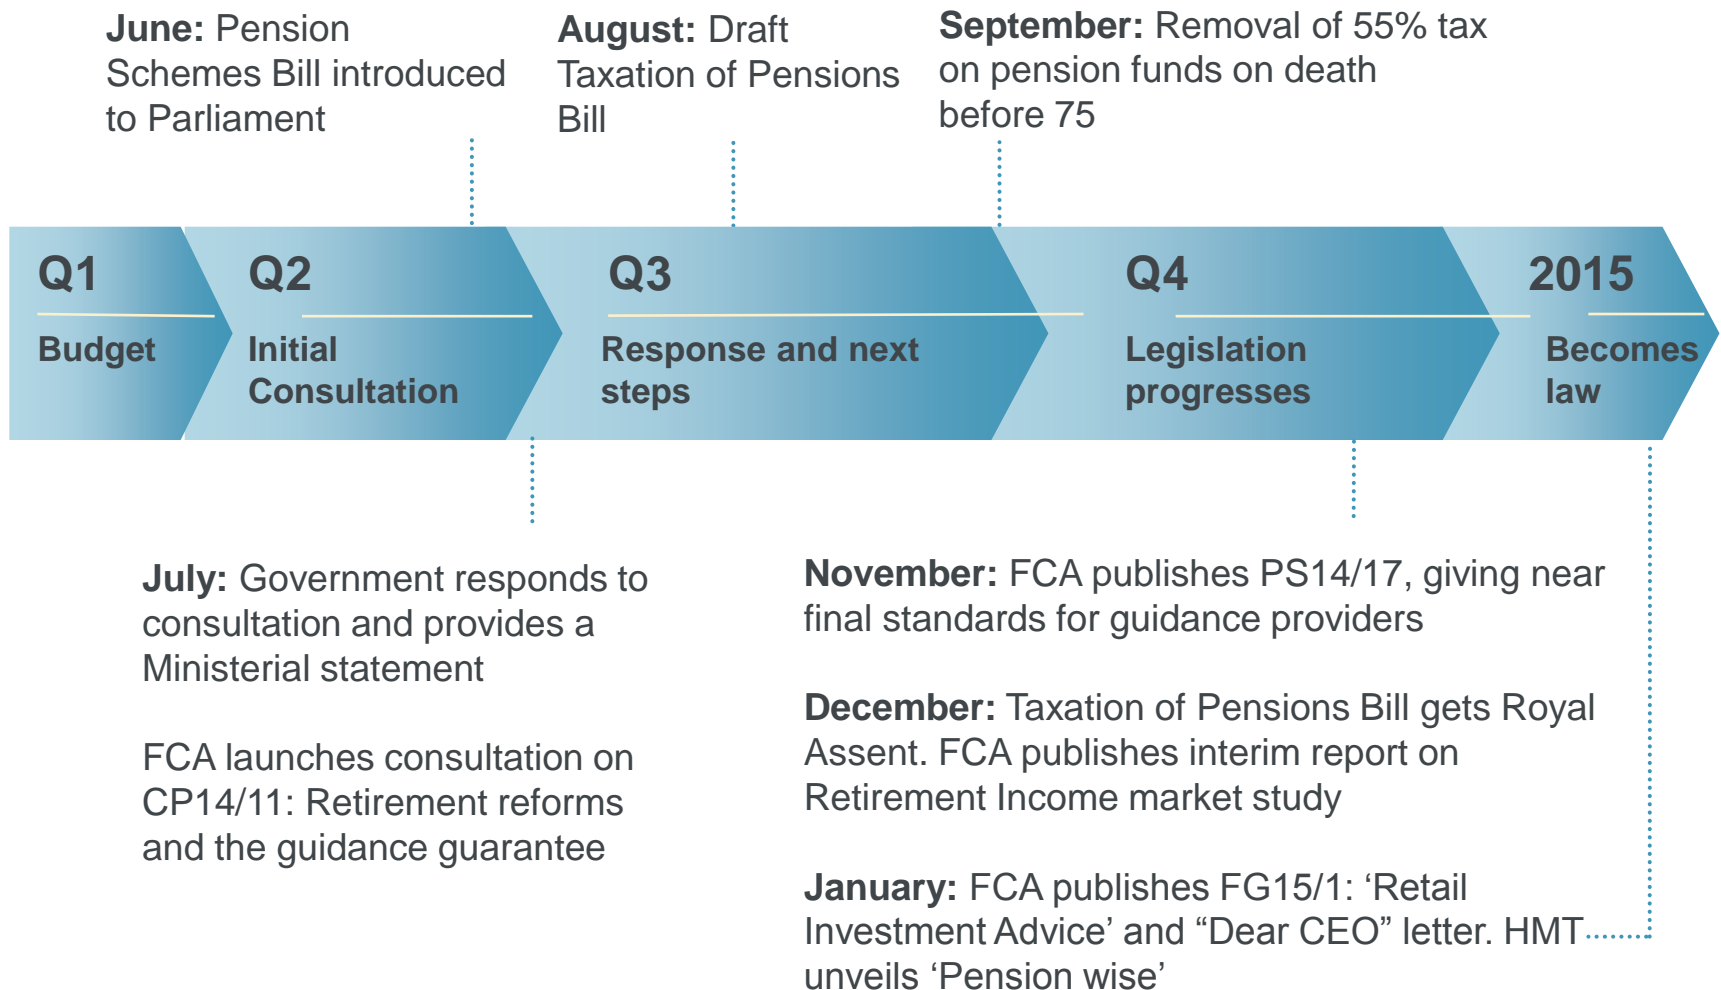 June: Pension
Schemes Bill introduced
to Parliament
August: Draft
Taxation of Pensions
Bill
September: Removal of 55% tax
on pension funds on death
before 75
Q1
Budget
Q2
Initial
Consultation
Q3
Response and next
steps
Q4
Legislation
progresses
2015
Becomes
law
July: Government responds to
consultation and provides a
Ministerial statement
FCA launches consultation on
CP14/11: Retirement reforms
and the guidance guarantee
November: FCA publishes PS14/17, giving near
final standards for guidance providers
December: Taxation of Pensions Bill gets Royal
Assent. FCA publishes interim report on
Retirement Income market study
January: FCA publishes FG15/1: ‘Retail
Investment Advice’ and “Dear CEO” letter. HMT
unveils ‘Pension wise’